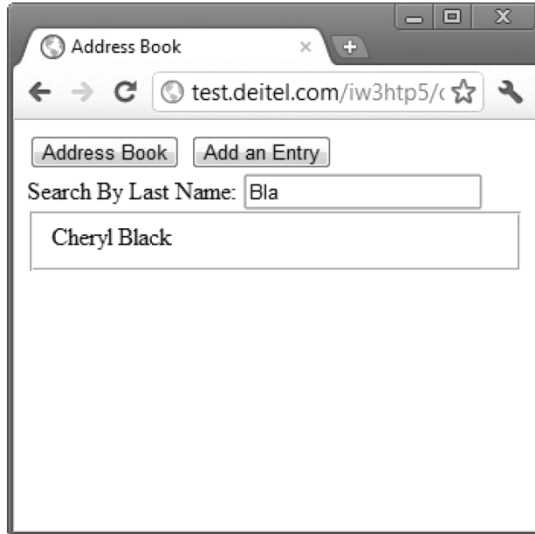 Address Book
test.deitel.com/iw3htp5/c
Address Book Add an Entry
Search By Last Name: Bla
Cheryl Black